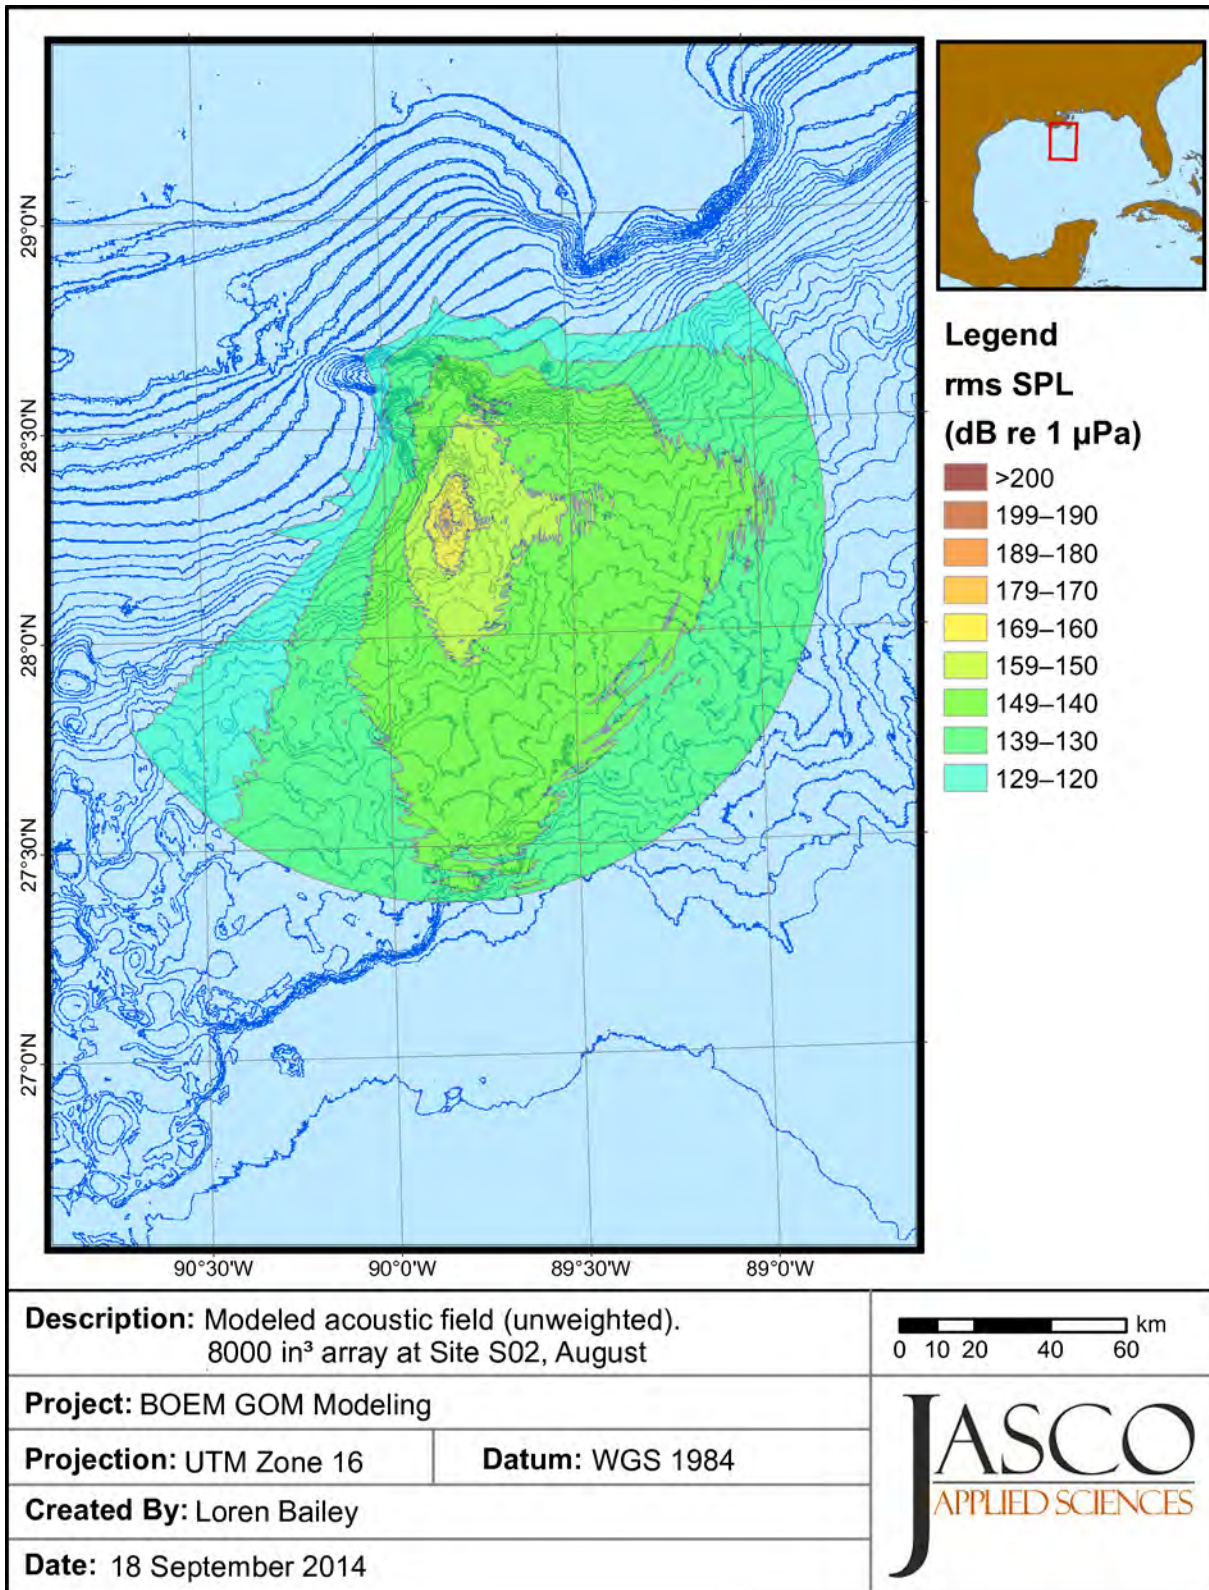 29°0'N
28°30'N
28°0'N
27°30'N
27°0'N
90°30'W 90°0'W 89°30'W 89°0'W
Legend
rms SPL
(dB re 1 µPa)
>200
199–190
189–180
179–170
169–160
159–150
149–140
139–130
129–120
Description: Modeled acoustic field (unweighted).
8000 in³ array at Site S02, August
km
0 10 20 40 60
Project: BOEM GOM Modeling
Projection: UTM Zone 16 Datum: WGS 1984
Created By: Loren Bailey
Date: 18 September 2014
JASCO
APPLIED SCIENCES